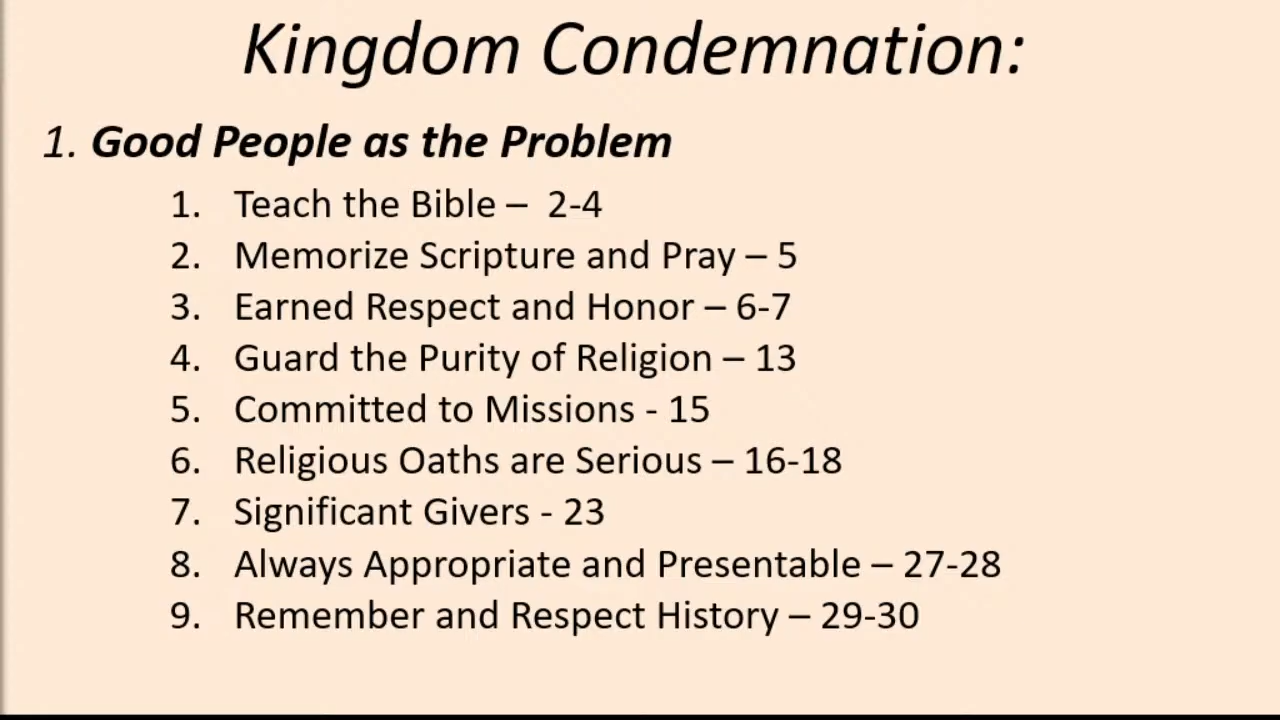 Kingdom Condemnation:
1. Good People as the Problem
1. Teach the Bible –  2-4
2. Memorize Scripture and Pray – 5
3. Earned Respect and Honor – 6-7
4. Guard the Purity of Religion – 13
5. Committed to Missions - 15
6. Religious Oaths are Serious – 16-18
7. Significant Givers - 23
8. Always Appropriate and Presentable – 27-28
9. Remember and Respect History – 29-30